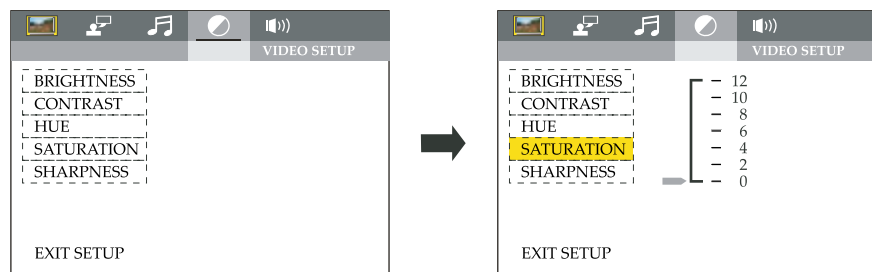 VIDEO SETUP
BRIGHTNESS
CONTRAST
HUE
SATURATION
SHARPNESS
EXIT SETUP
VIDEO SETUP
BRIGHTNESS
CONTRAST
HUE
SATURATION
SHARPNESS
12
10
8
6
4
2
0
EXIT SETUP